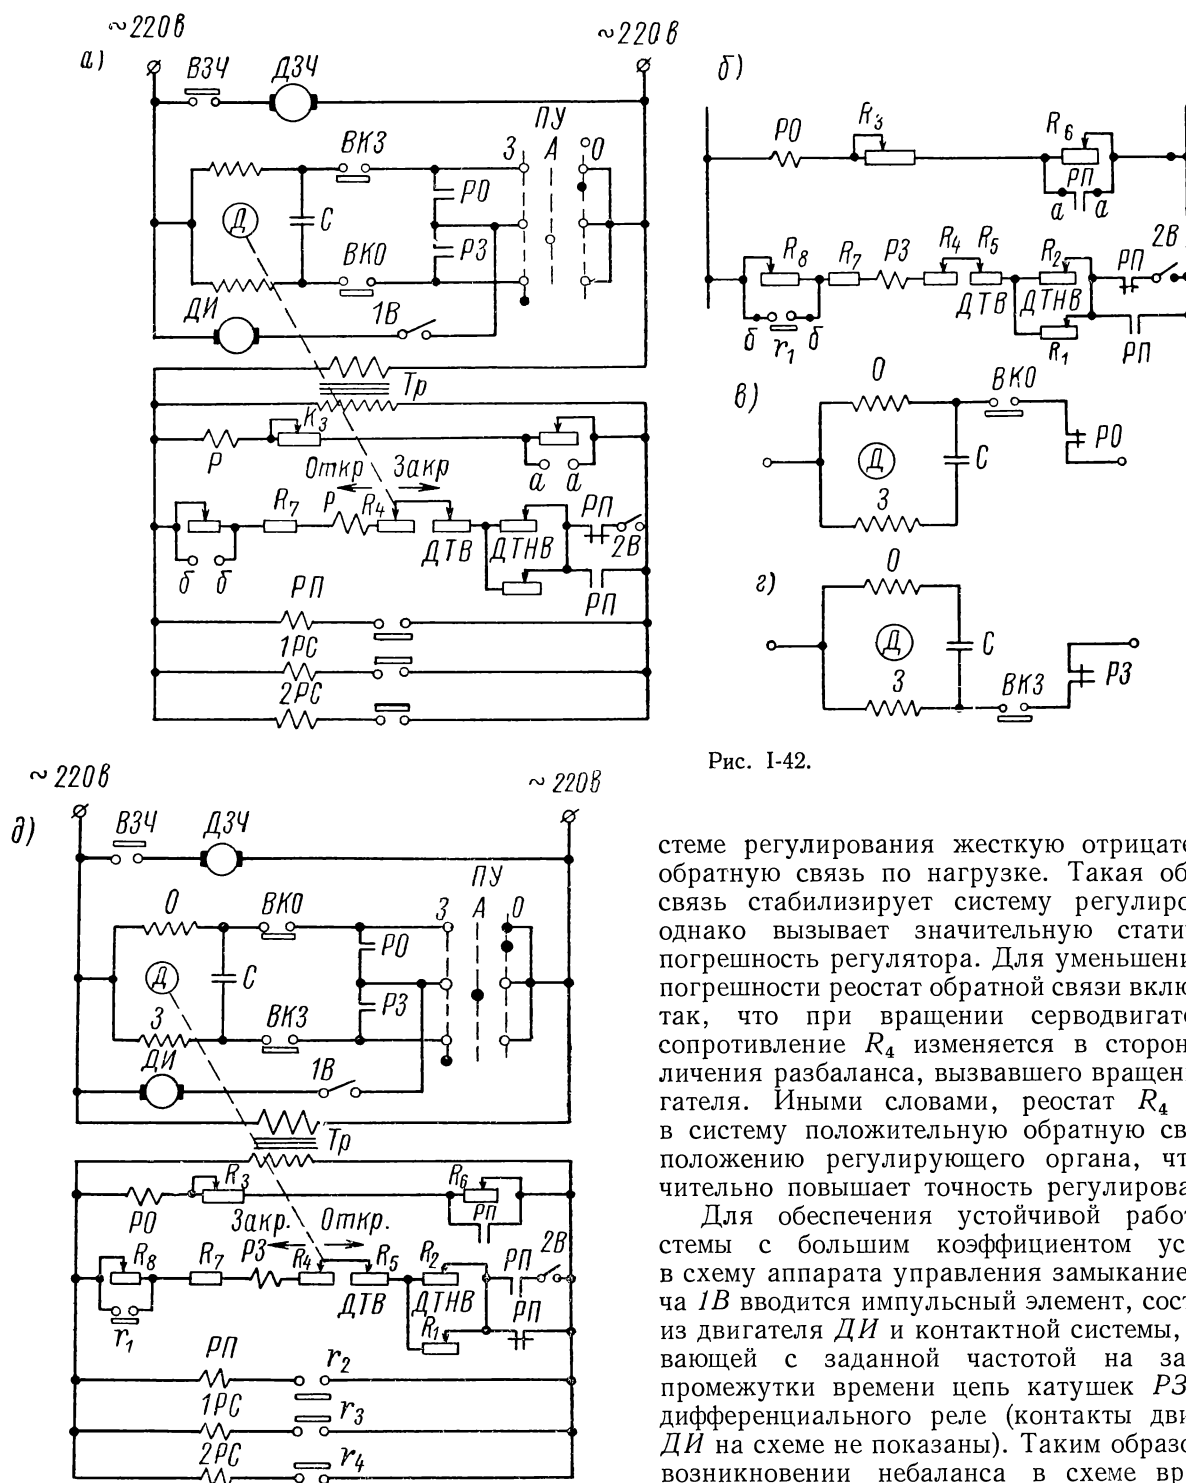 ~220в ~220в
а)
ВЗЧ ДЗЧ
ПУ
ВКЗ З А О
РО
Д С
РЗ
ВКО
ДИ 1В
Тр
K3
Р Откр Закр а а
R7 Р R4 РП
ДТВ ДТНВ 2В
б б РП
РП
1РС
2РС
б)
РО R3 R6
РП
а а
R8 R7 РЗ R4 R5 R2 РП 2В
ДТВ ДТНВ
б r1 б R1 РП
в)
О ВКО
РО
Д С
З
г)
О
Д С
З ВКЗ РЗ
Рис. I-42.
~220в ~220в
д)
ВЗЧ ДЗЧ
ПУ
О ВКО З А О
РО
Д С
З ВКЗ РЗ
ДИ 1В
Тр
R3 R6
РО РП
Закр. Откр.
R8 R7 РЗ R4 R5 R2 РП 2В
ДТВ ДТНВ РП
r1 R1
РП r2
1РС r3
2РС r4
стеме регулирования жесткую отрицате
обратную связь по нагрузке. Такая об
связь стабилизирует систему регулиро
однако вызывает значительную стати
погрешность регулятора. Для уменьшени
погрешности реостат обратной связи вклю
так, что при вращении серводвигат
сопротивление R4 изменяется в сторон
личения разбаланса, вызвавшего вращен
гателя. Иными словами, реостат R4
в систему положительную обратную св
положению регулирующего органа, чт
чительно повышает точность регулирова
Для обеспечения устойчивой работ
стемы с большим коэффициентом ус
в схему аппарата управления замыкание
ча 1В вводится импульсный элемент, сост
из двигателя ДИ и контактной системы,
вающей с заданной частотой на за
промежутки времени цепь катушек РЗ
дифференциального реле (контакты дви
ДИ на схеме не показаны). Таким образо
возникновении небаланса в схеме вр